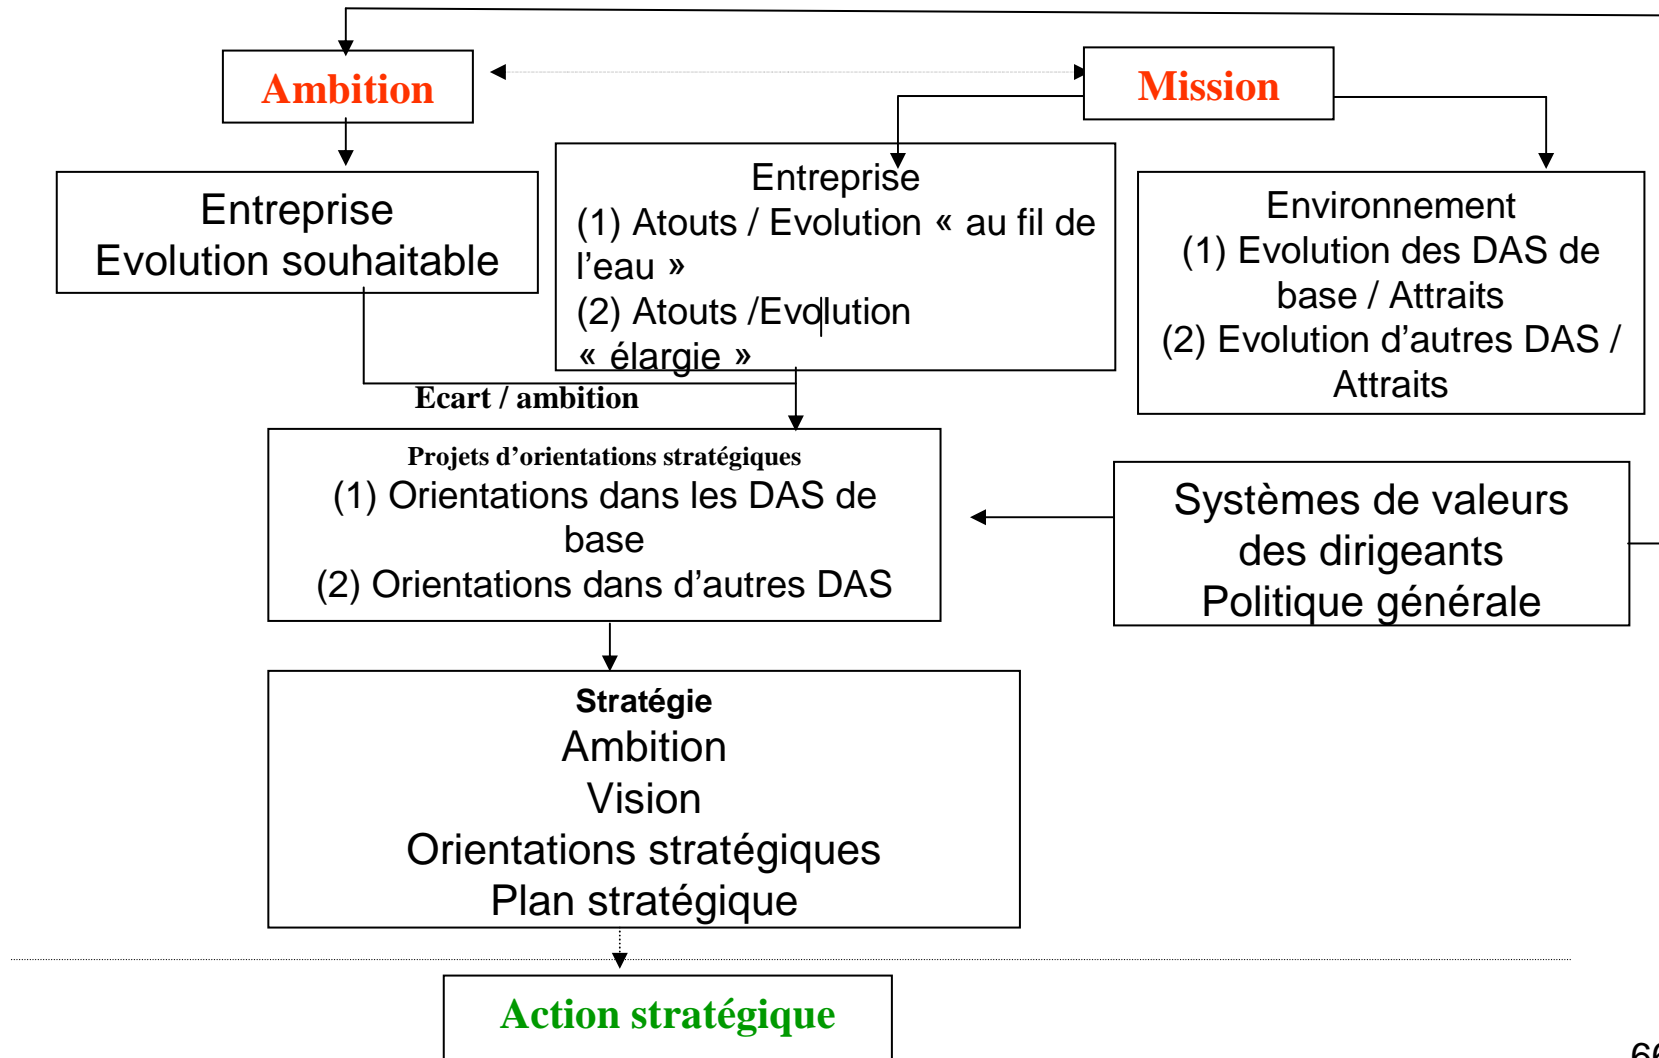 Ambition
Mission
Entreprise
Evolution souhaitable
Entreprise
(1) Atouts / Evolution « au fil de
l’eau »
(2) Atouts /Evolution
« élargie »
Environnement
(1) Evolution des DAS de
base / Attraits
(2) Evolution d’autres DAS /
Attraits
Ecart / ambition
Projets d’orientations stratégiques
(1) Orientations dans les DAS de
base
(2) Orientations dans d’autres DAS
Systèmes de valeurs
des dirigeants
Politique générale
Stratégie
Ambition
Vision
Orientations stratégiques
Plan stratégique
Action stratégique
66